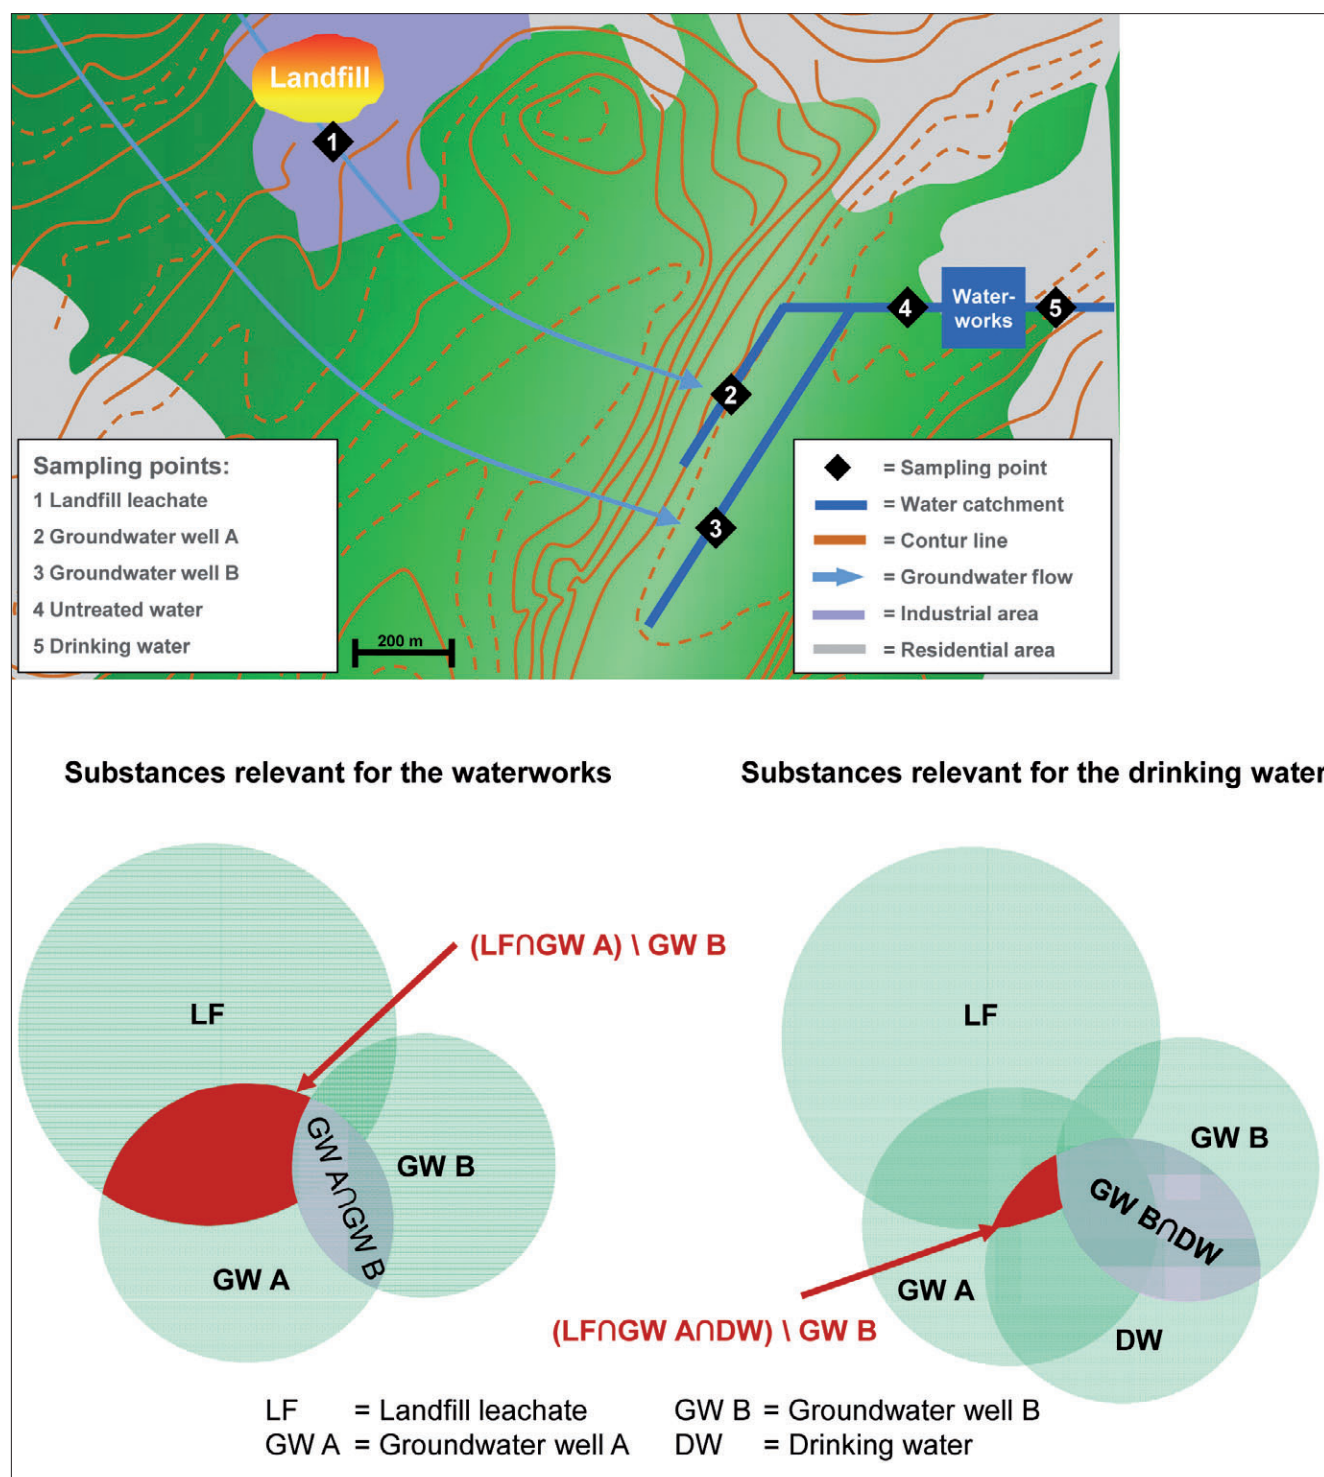 Landfill
1
2
3
4
Water-
works
5
Sampling points:
1 Landfill leachate
2 Groundwater well A
3 Groundwater well B
4 Untreated water
5 Drinking water
200 m
= Sampling point
= Water catchment
= Contur line
= Groundwater flow
= Industrial area
= Residential area
Substances relevant for the waterworks
Substances relevant for the drinking water
(LF∩GW A) \ GW B
LF
GW A∩GW B
GW B
GW A
LF
GW B
GW B∩DW
GW A
DW
(LF∩GW A∩DW) \ GW B
LF = Landfill leachate
GW A = Groundwater well A
GW B = Groundwater well B
DW = Drinking water